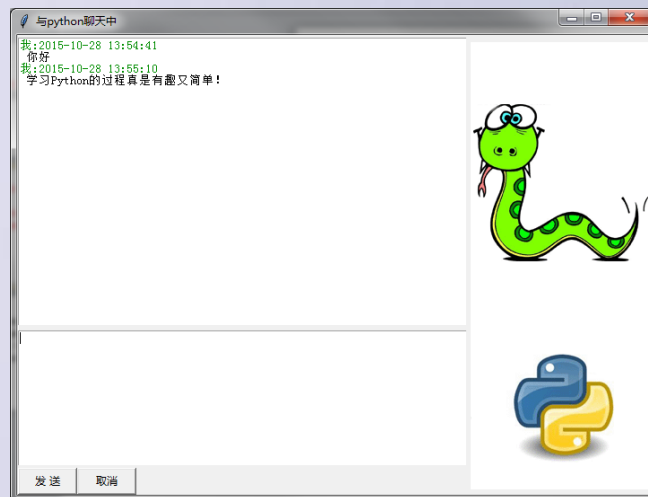 与python聊天中
我:2015-10-28 13:54:41
你好
我:2015-10-28 13:55:10
学习Python的过程真是有趣又简单!
发 送
取消